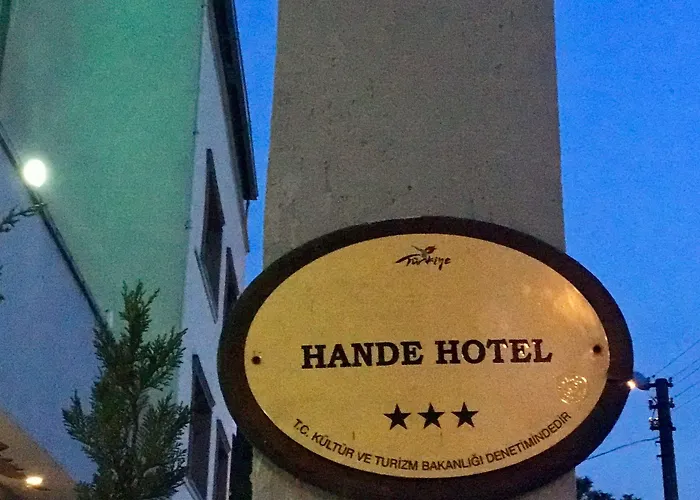 Türkiye
HANDE HOTEL
T.C. KÜLTÜR VE TURİZM BAKANLIĞI DENETİMİNDEDİR